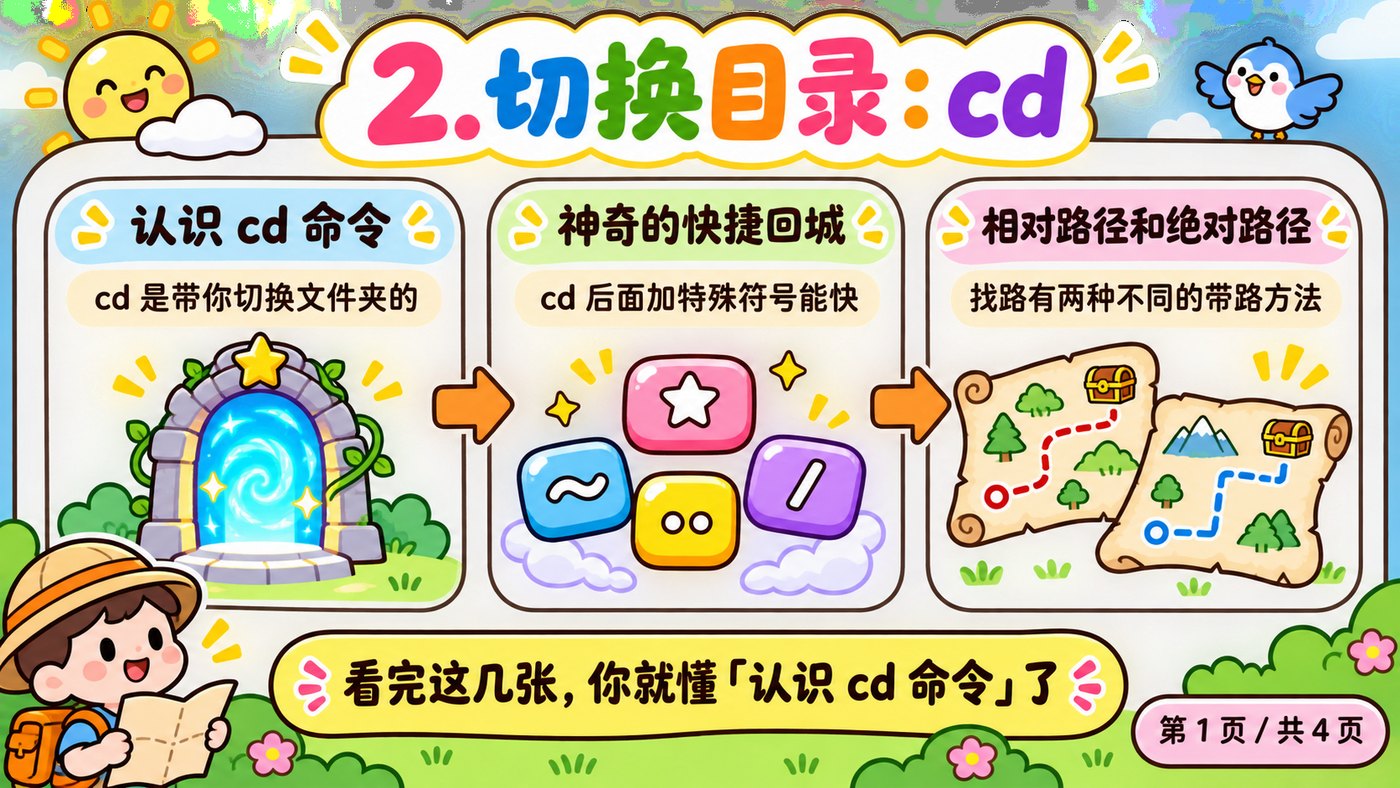 2.切换目录:cd
认识 cd 命令
cd 是带你切换文件夹的
神奇的快捷回城
cd 后面加特殊符号能快
~
..
/
相对路径和绝对路径
找路有两种不同的带路方法
看完这几张,你就懂「认识 cd 命令」了
第 1 页 / 共 4 页